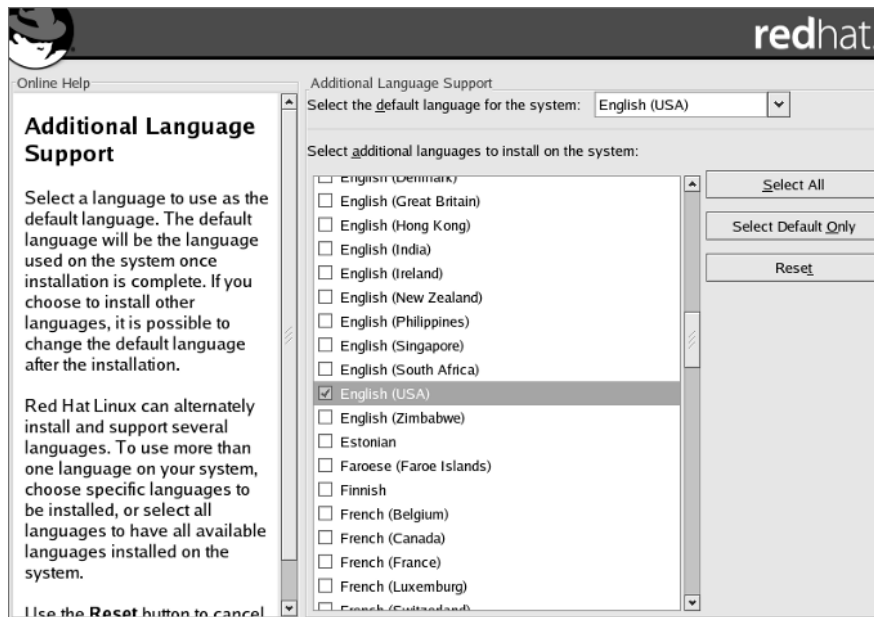 redhat.
Online Help
Additional Language
Support
Select a language to use as the
default language. The default
language will be the language
used on the system once
installation is complete. If you
choose to install other
languages, it is possible to
change the default language
after the installation.
Red Hat Linux can alternately
install and support several
languages. To use more than
one language on your system,
choose specific languages to
be installed, or select all
languages to have all available
languages installed on the
system.
Use the Reset button to cancel
Additional Language Support
Select the default language for the system: English (USA)
Select additional languages to install on the system:
English (Denmark)
English (Great Britain)
English (Hong Kong)
English (India)
English (Ireland)
English (New Zealand)
English (Philippines)
English (Singapore)
English (South Africa)
English (USA)
English (Zimbabwe)
Estonian
Faroese (Faroe Islands)
Finnish
French (Belgium)
French (Canada)
French (France)
French (Luxemburg)
French (Switzerland)
Select All
Select Default Only
Reset